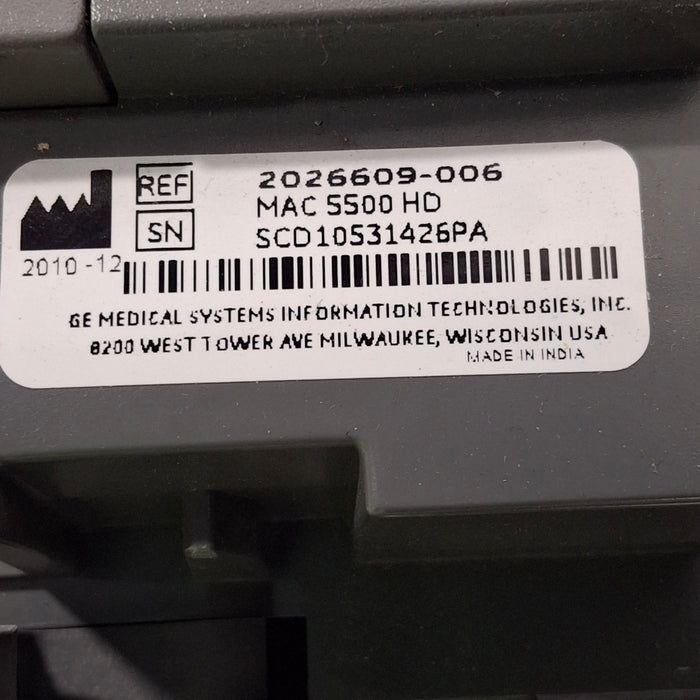 REF 2026609-006
MAC 5500 HD
SN SCD10531426PA
2010-12
GE MEDICAL SYSTEMS INFORMATION TECHNOLOGIES, INC.
8200 WEST TOWER AVE MILWAUKEE, WISCONSIN USA
MADE IN INDIA